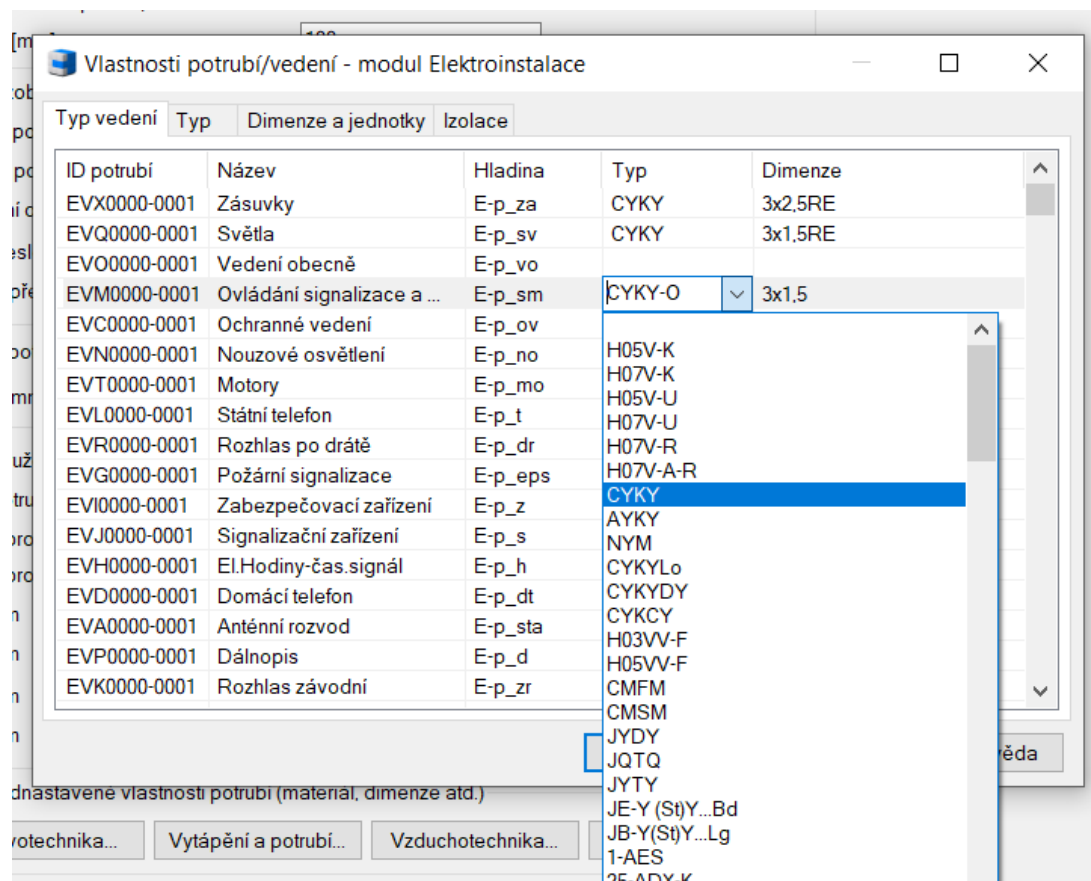 [m
Vlastnosti potrubí/vedení - modul Elektroinstalace
Typ vedení Typ Dimenze a jednotky Izolace
ID potrubí Název Hladina Typ Dimenze
EVX0000-0001 Zásuvky E-p_za CYKY 3x2,5RE
EVQ0000-0001 Světla E-p_sv CYKY 3x1,5RE
EVO0000-0001 Vedení obecně E-p_vo
EVM0000-0001 Ovládání signalizace a ... E-p_sm CYKY-O 3x1,5
EVC0000-0001 Ochranné vedení E-p_ov
EVN0000-0001 Nouzové osvětlení E-p_no
EVT0000-0001 Motory E-p_mo
EVL0000-0001 Státní telefon E-p_t
EVR0000-0001 Rozhlas po drátě E-p_dr
EVG0000-0001 Požární signalizace E-p_eps
EVI0000-0001 Zabezpečovací zařízení E-p_z
EVJ0000-0001 Signalizační zařízení E-p_s
EVH0000-0001 El.Hodiny-čas.signál E-p_h
EVD0000-0001 Domácí telefon E-p_dt
EVA0000-0001 Anténní rozvod E-p_sta
EVP0000-0001 Dálnopis E-p_d
EVK0000-0001 Rozhlas závodní E-p_zr
H05V-K
H07V-K
H05V-U
H07V-U
H07V-R
H07V-A-R
CYKY
AYKY
NYM
CYKYLo
CYKYDY
CYKCY
H03VV-F
H05VV-F
CMFM
CMSM
JYDY
JQTQ
JYTY
JE-Y (St)Y...Bd
JB-Y(St)Y...Lg
1-AES
25-ADX-K
ěda
dnastavené vlastnosti potrubí (materiál, dimenze atd.)
votechnika... Vytápění a potrubí... Vzduchotechnika...